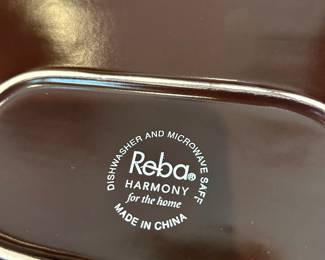 DISHWASHER AND MICROWAVE SAFE
Reba®
HARMONY
for the home
MADE IN CHINA